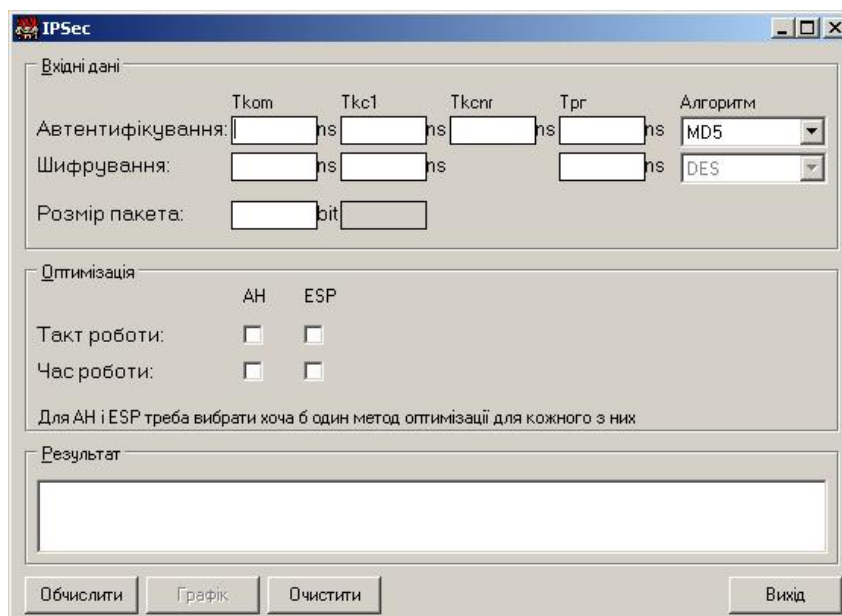 IPSec
Вхідні дані
Tkom Tkc1 Tkcпr Tpr Алгоритм
Автентифікування: ns ns ns ns MD5
Шифрування: ns ns ns DES
Розмір пакета: bit
Оптимізація
AH ESP
Такт роботи:
Час роботи:
Для AH і ESP треба вибрати хоча б один метод оптимізації для кожного з них
Результат
Обчислити Графік Очистити Вихід